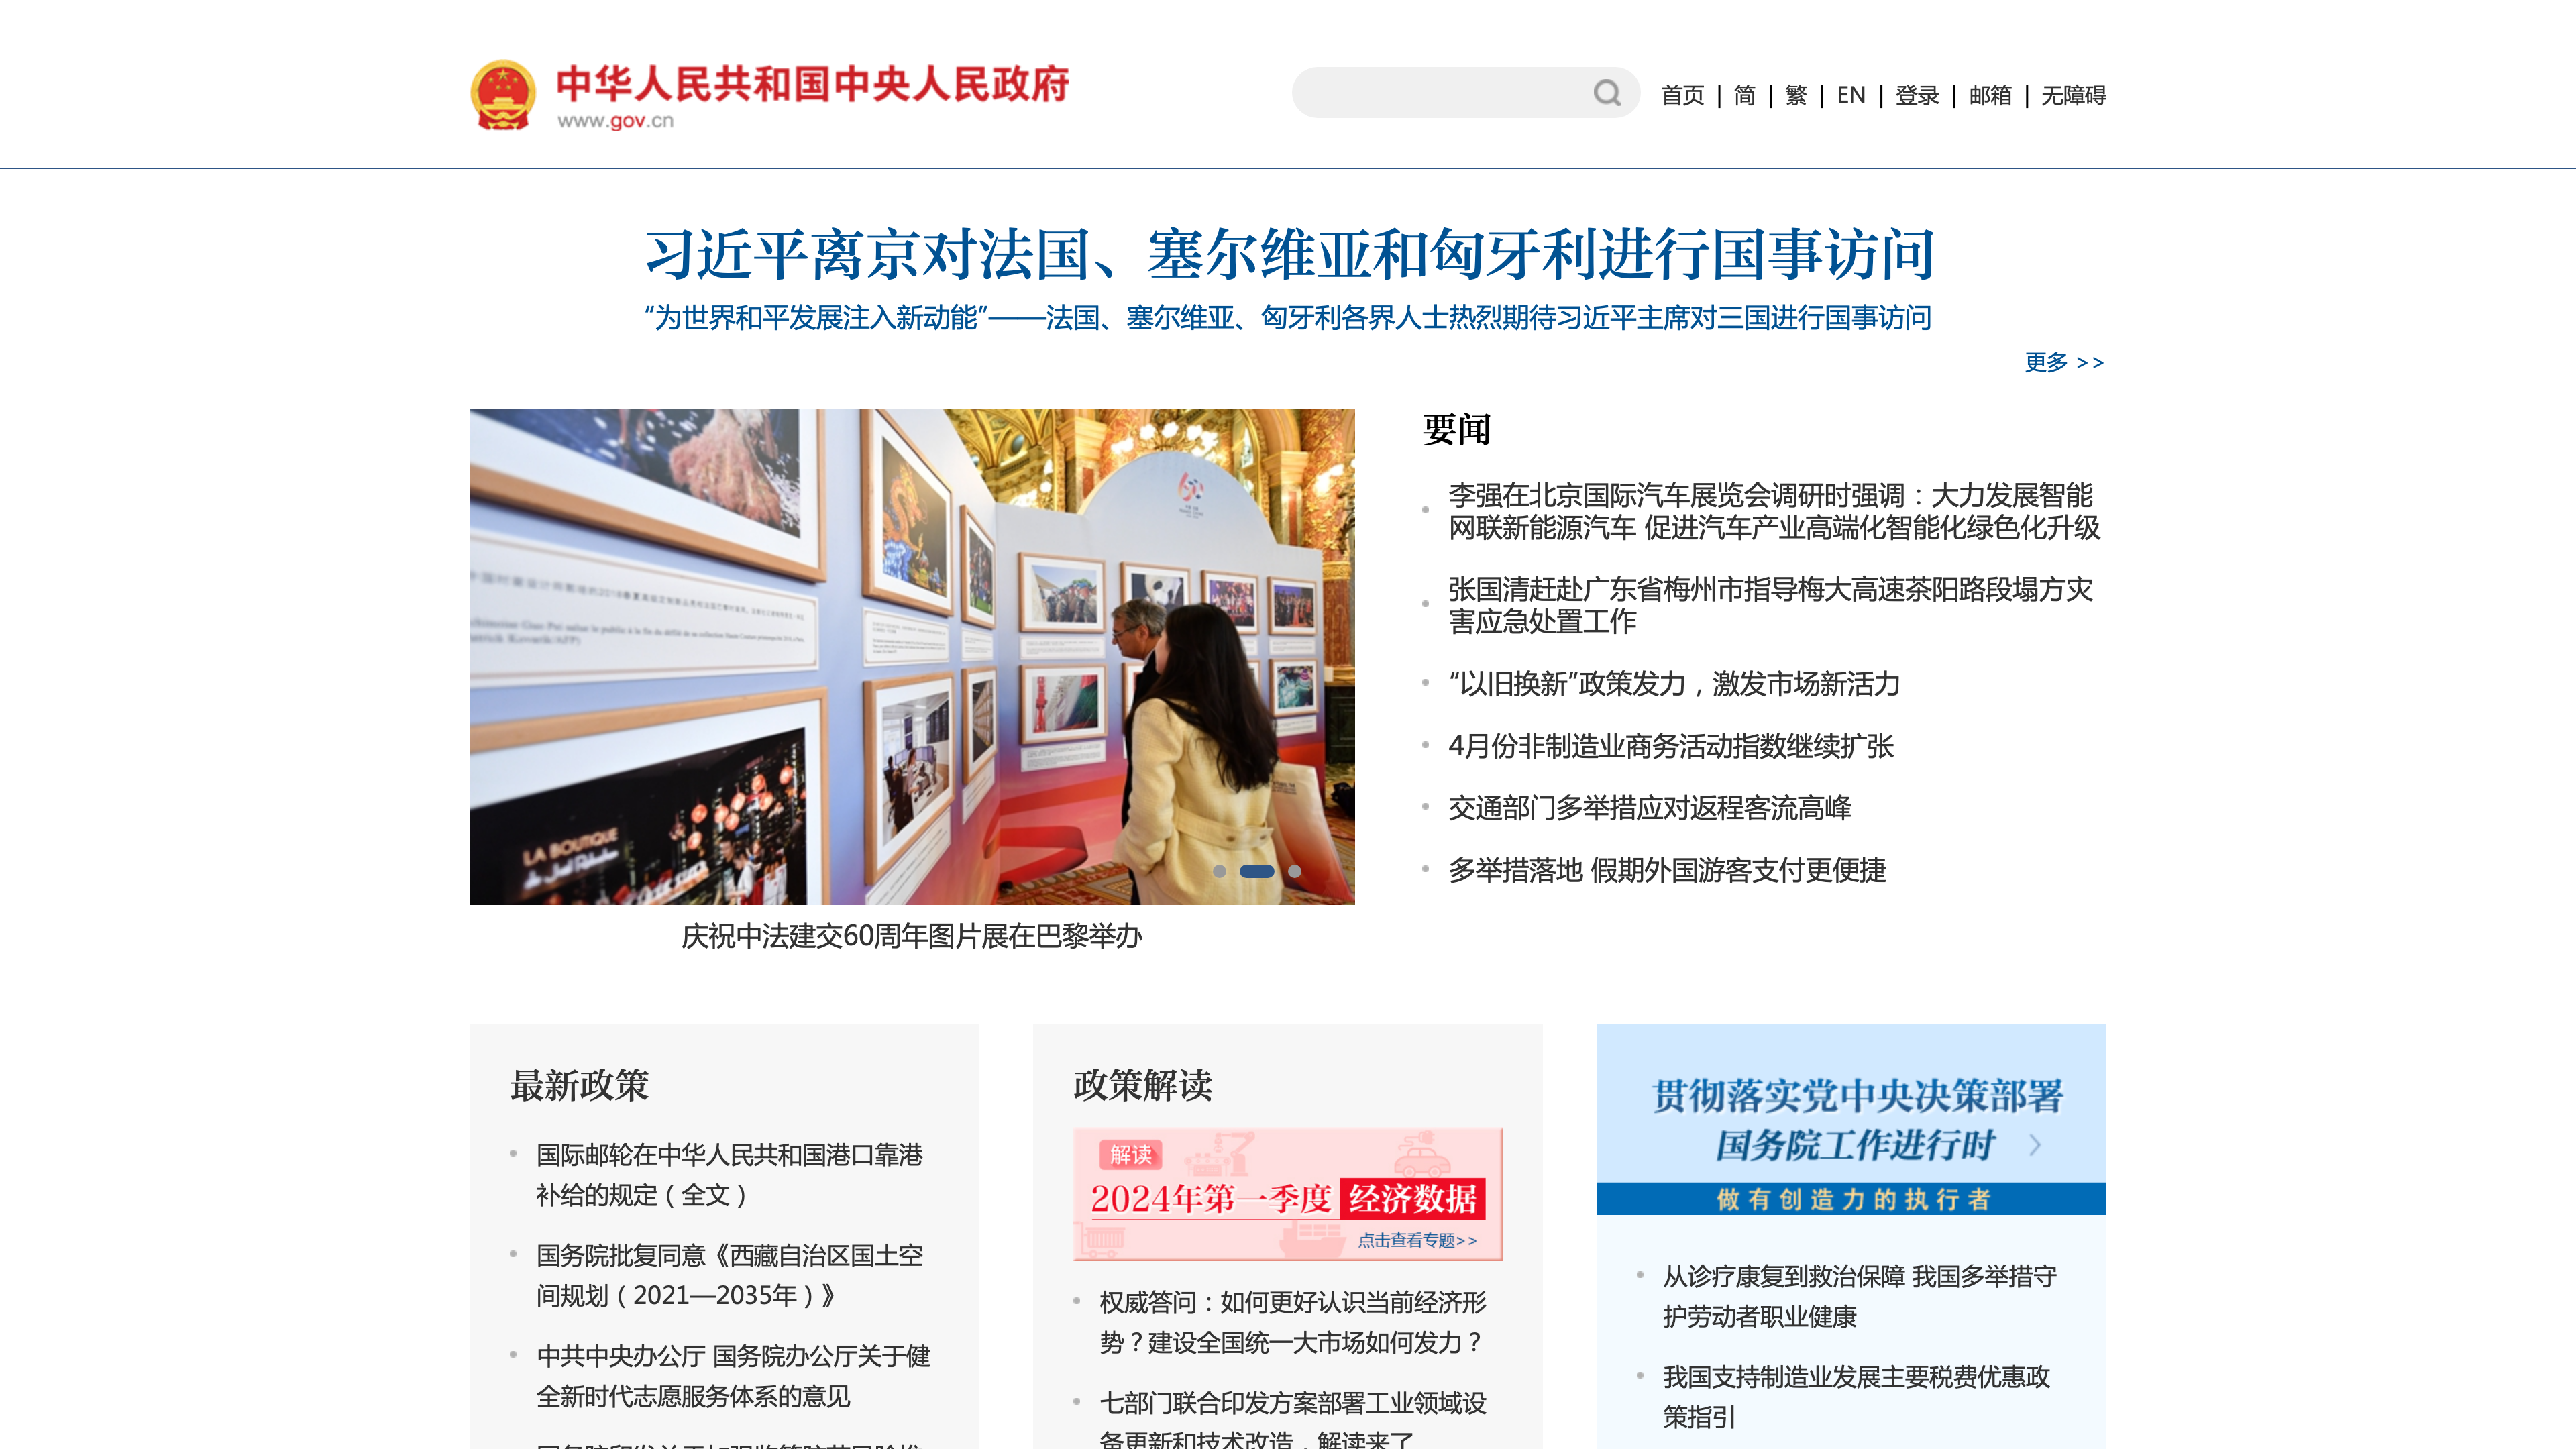 中华人民共和国中央人民政府
www.gov.cn
首页 | 简 | 繁 | EN | 登录 | 邮箱 | 无障碍
习近平离京对法国、塞尔维亚和匈牙利进行国事访问
“为世界和平发展注入新动能”——法国、塞尔维亚、匈牙利各界人士热烈期待习近平主席对三国进行国事访问
更多 >>
LA BOUTIQUE
庆祝中法建交60周年图片展在巴黎举办
要闻
李强在北京国际汽车展览会调研时强调：大力发展智能
网联新能源汽车 促进汽车产业高端化智能化绿色化升级
张国清赶赴广东省梅州市指导梅大高速茶阳路段塌方灾
害应急处置工作
“以旧换新”政策发力，激发市场新活力
4月份非制造业商务活动指数继续扩张
交通部门多举措应对返程客流高峰
多举措落地 假期外国游客支付更便捷
最新政策
国际邮轮在中华人民共和国港口靠港
补给的规定（全文）
国务院批复同意《西藏自治区国土空
间规划（2021—2035年）》
中共中央办公厅 国务院办公厅关于健
全新时代志愿服务体系的意见
政策解读
解读
2024年第一季度 经济数据
点击查看专题>>
权威答问：如何更好认识当前经济形
势？建设全国统一大市场如何发力？
七部门联合印发方案部署工业领域设
备更新和技术改造，解读来了
贯彻落实党中央决策部署
国务院工作进行时
做有创造力的执行者
从诊疗康复到救治保障 我国多举措守
护劳动者职业健康
我国支持制造业发展主要税费优惠政
策指引